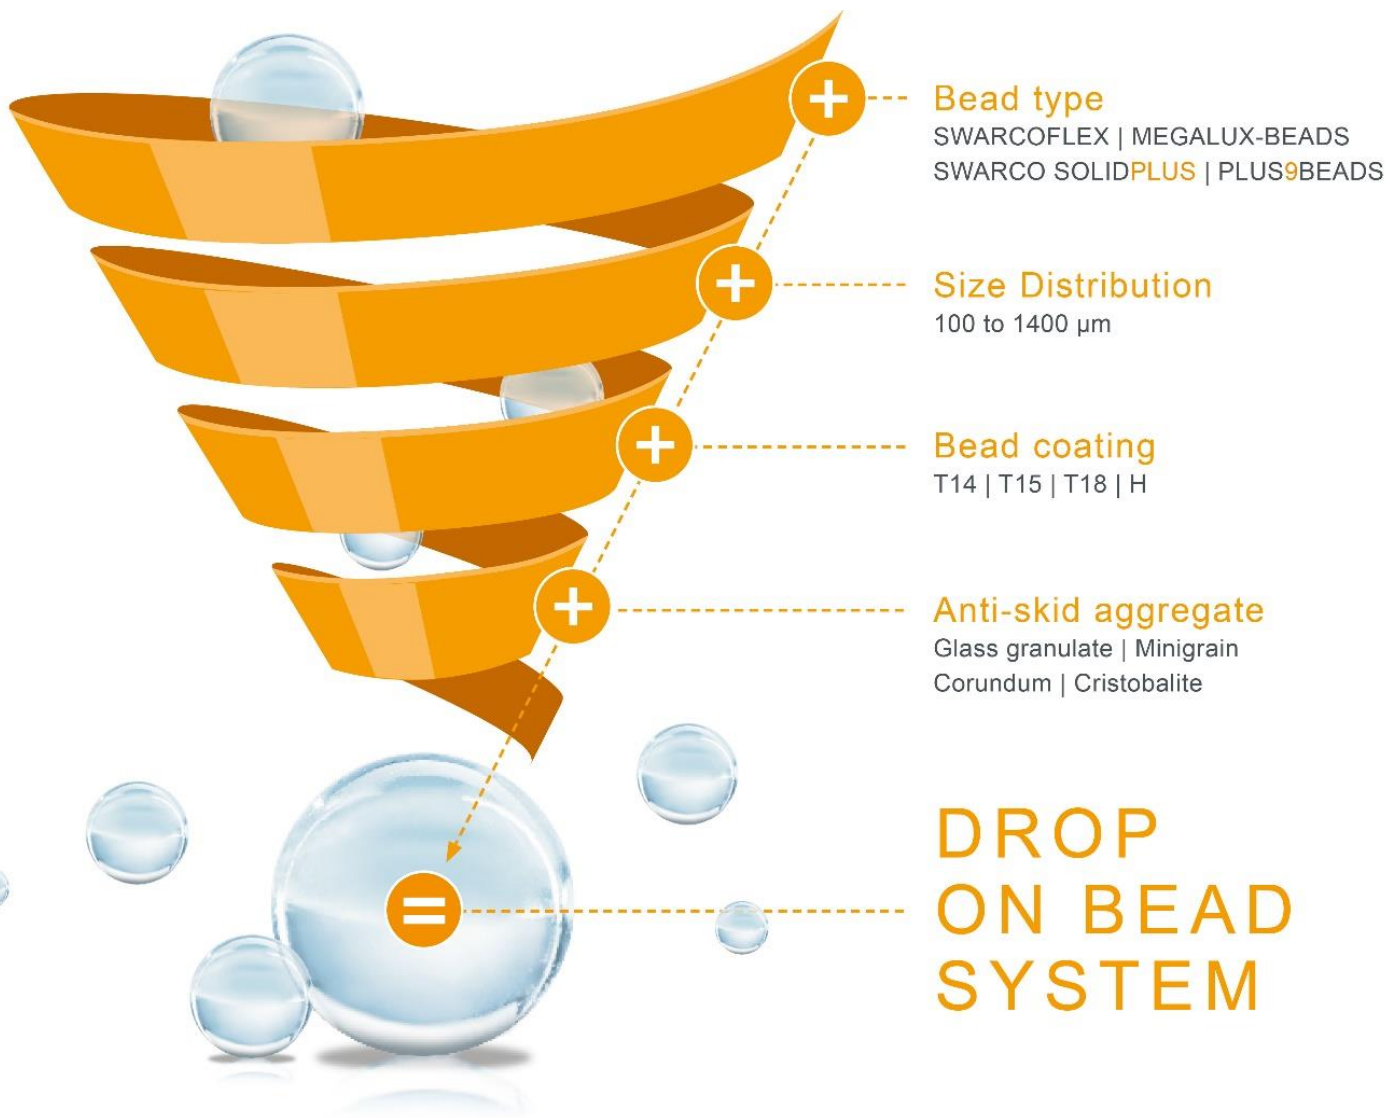 Bead type
SWARCOFLEX | MEGALUX-BEADS
SWARCO SOLIDPLUS | PLUS9BEADS
Size Distribution
100 to 1400 µm
Bead coating
T14 | T15 | T18 | H
Anti-skid aggregate
Glass granulate | Minigrain
Corundum | Cristobalite
DROP
ON BEAD
SYSTEM